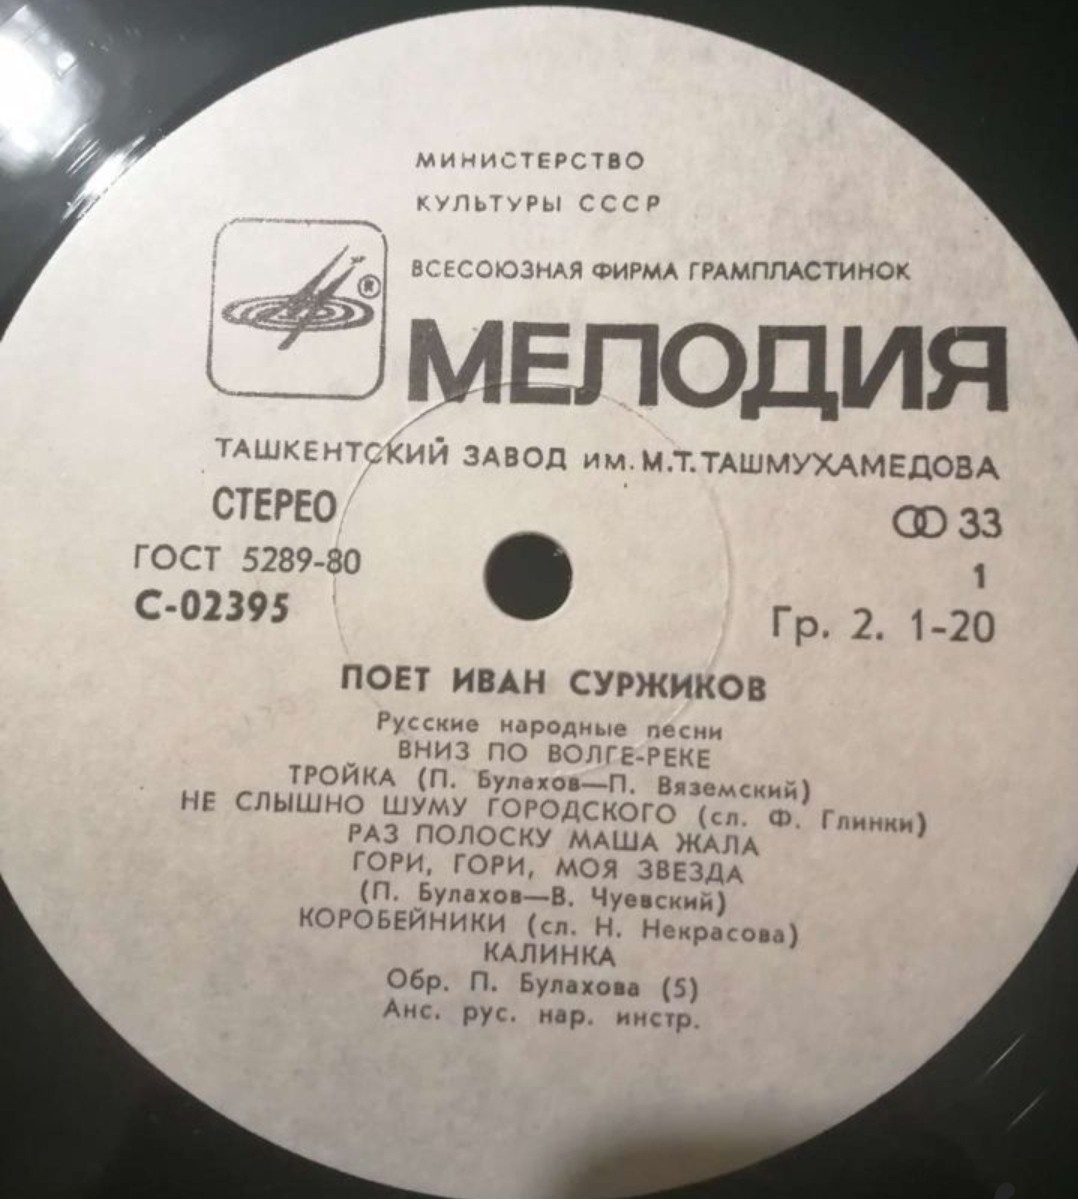 МИНИСТЕРСТВО
КУЛЬТУРЫ СССР
ВСЕСОЮЗНАЯ ФИРМА ГРАМПЛАСТИНОК
®
МЕЛОДИЯ
ТАШКЕНТСКИЙ ЗАВОД ИМ. М.Т. ТАШМУХАМЕДОВА
СТЕРЕО
33
ГОСТ 5289-80
1
С-02395
Гр. 2. 1-20
ПОЕТ ИВАН СУРЖИКОВ
Русские народные песни
ВНИЗ ПО ВОЛГЕ-РЕКЕ
ТРОЙКА (П. Булахов—П. Вяземский)
НЕ СЛЫШНО ШУМУ ГОРОДСКОГО (сл. Ф. Глинки)
РАЗ ПОЛОСКУ МАША ЖАЛА
ГОРИ, ГОРИ, МОЯ ЗВЕЗДА
(П. Булахов—В. Чуевский)
КОРОБЕЙНИКИ (сл. Н. Некрасова)
КАЛИНКА
Обр. П. Булахова (5)
Анс. рус. нар. инстр.